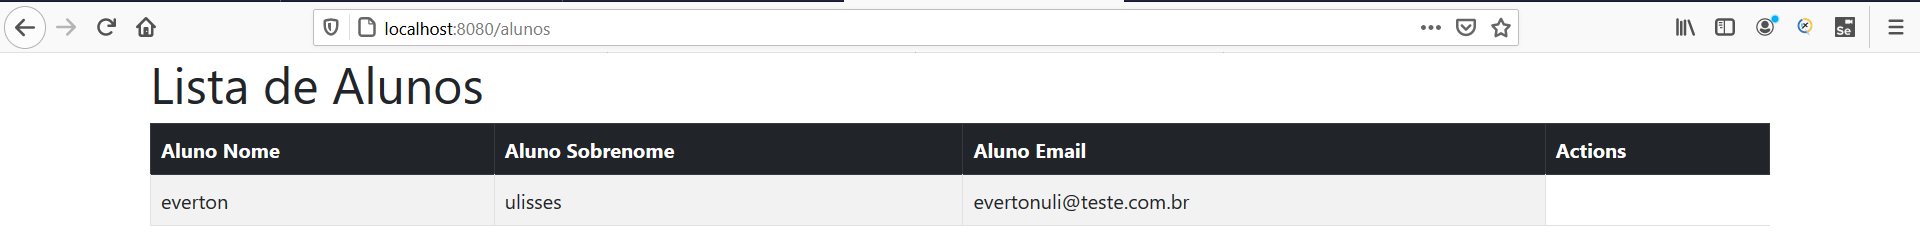 localhost:8080/alunos
Se
Lista de Alunos
Aluno Nome Aluno Sobrenome Aluno Email Actions
everton ulisses evertonuli@teste.com.br